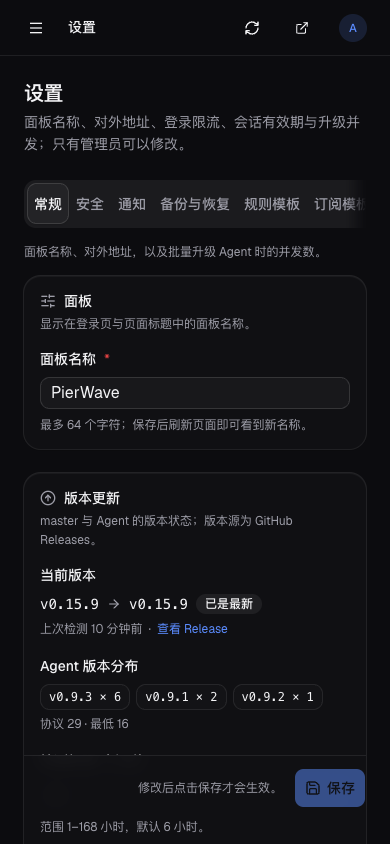 设置
A
设置
面板名称、对外地址、登录限流、会话有效期与升级并
发；只有管理员可以修改。
常规 安全 通知 备份与恢复 规则模板 订阅模
面板名称、对外地址，以及批量升级 Agent 时的并发数。
面板
显示在登录页与页面标题中的面板名称。
面板名称 *
PierWave
最多 64 个字符；保存后刷新页面即可看到新名称。
版本更新
master 与 Agent 的版本状态；版本源为 GitHub
Releases。
当前版本
v0.15.9 → v0.15.9 已是最新
上次检测 10 分钟前 · 查看 Release
Agent 版本分布
v0.9.3 × 6 v0.9.1 × 2 v0.9.2 × 1
协议 29 · 最低 16
修改后点击保存才会生效。 保存
范围 1–168 小时，默认 6 小时。